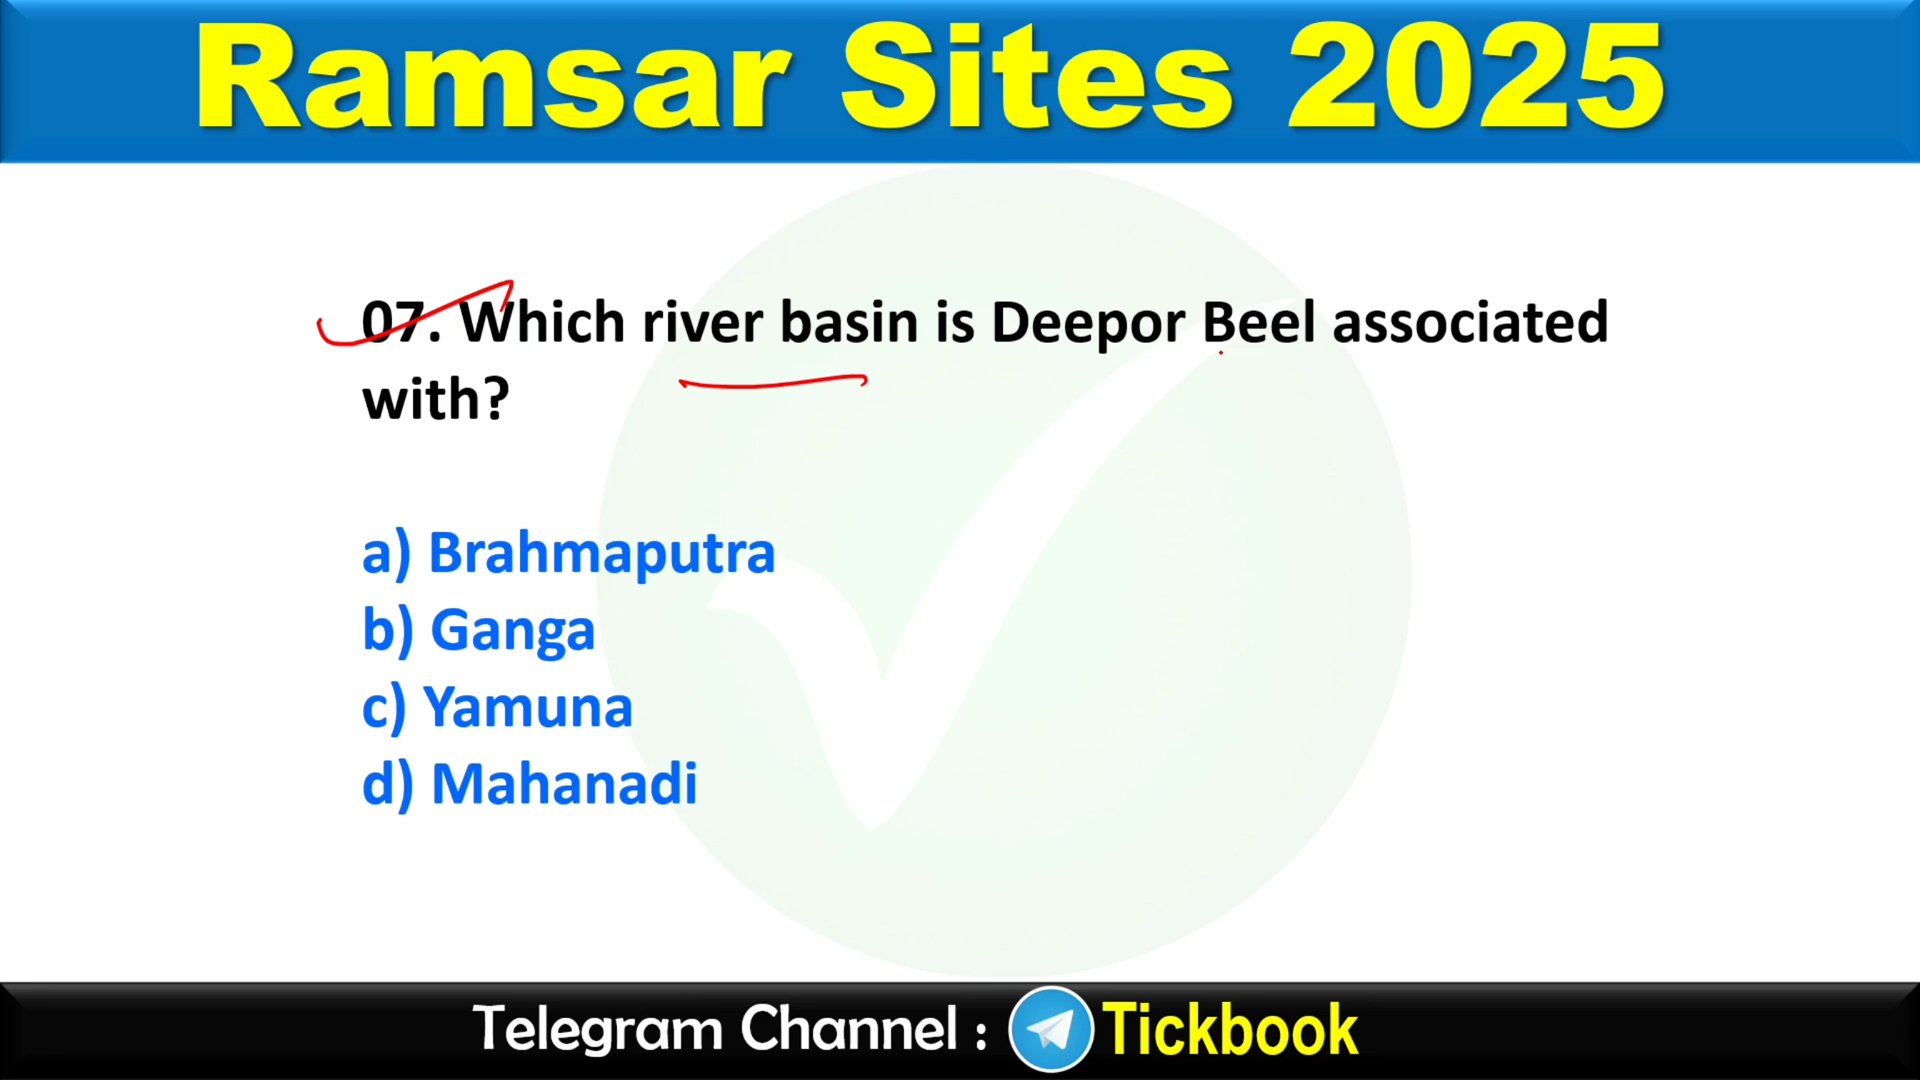 Ramsar Sites 2025
07. Which river basin is Deepor Beel associated
with?
a) Brahmaputra
b) Ganga
c) Yamuna
d) Mahanadi
Telegram Channel : Tickbook